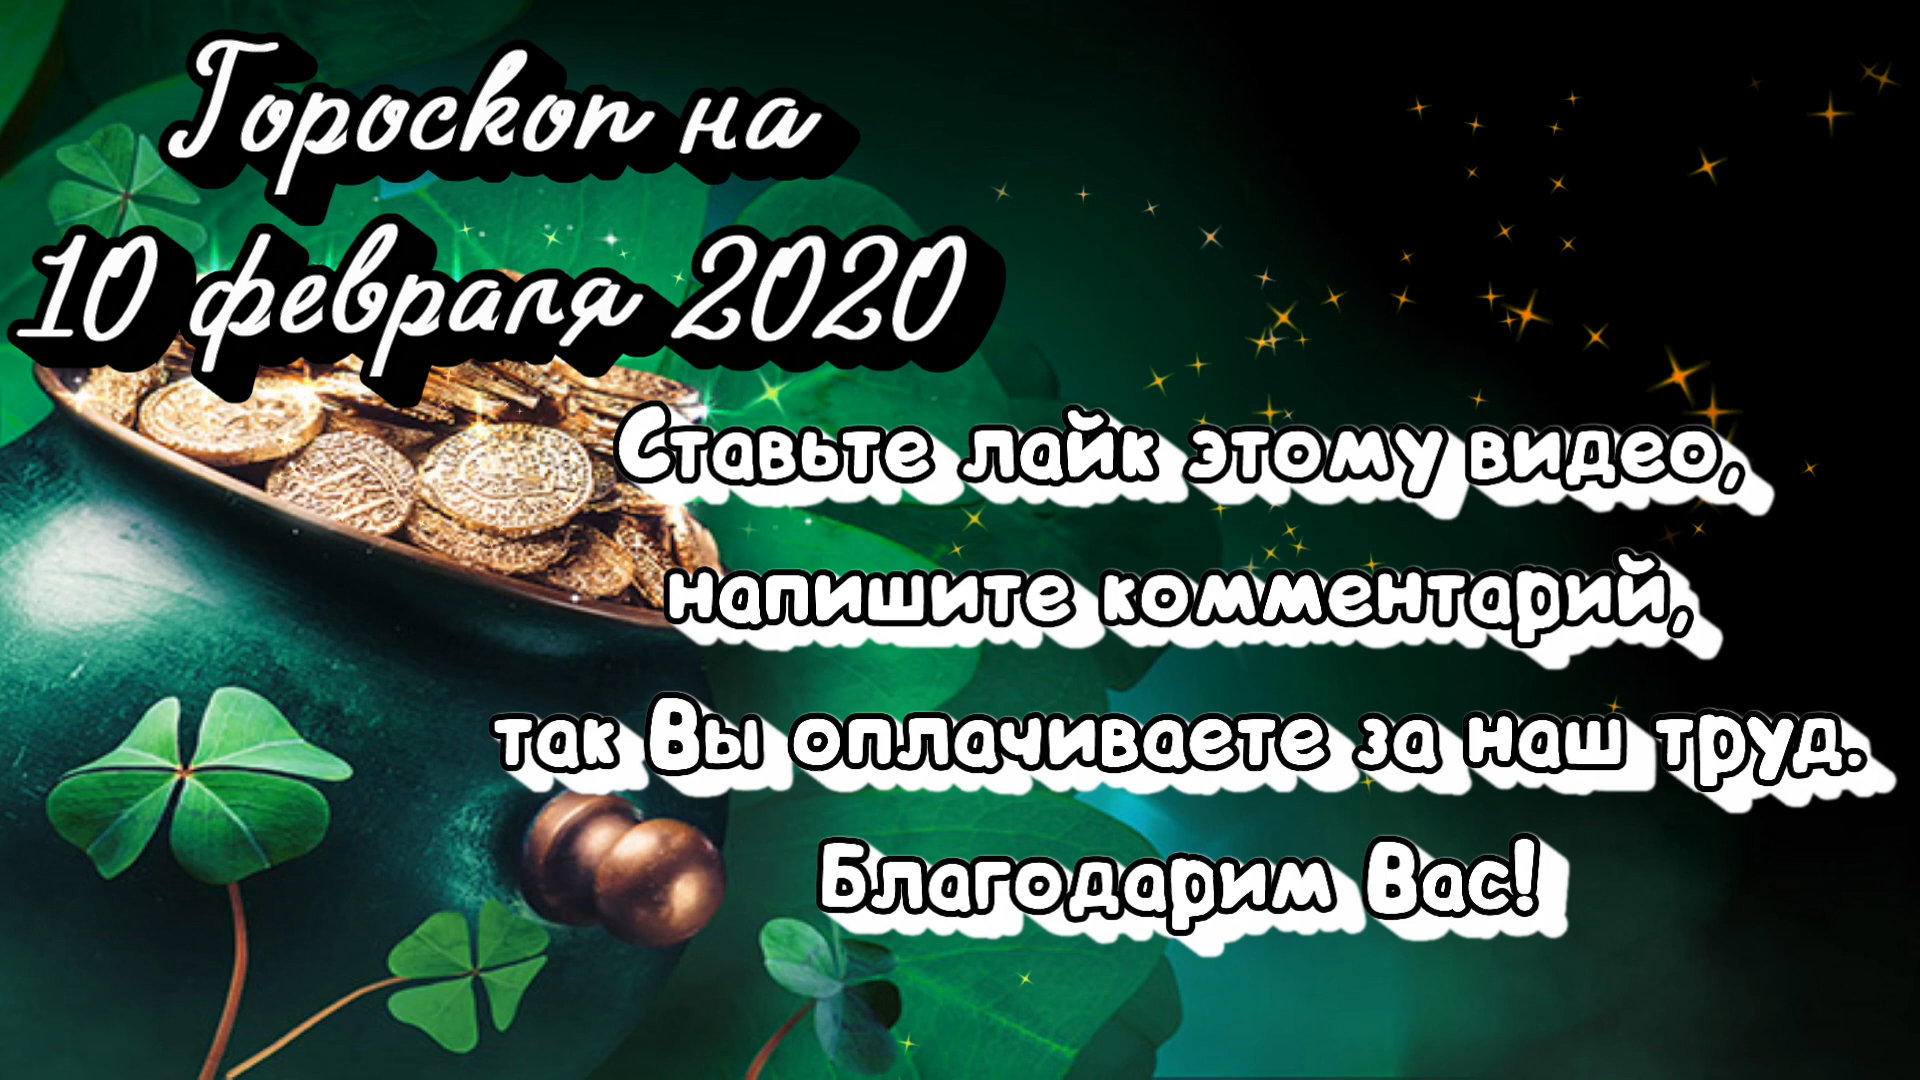 Гороскоп на
10 февраля 2020
Ставьте лайк этому видео,
напишите комментарий,
так Вы оплачиваете за наш труд.
Благодарим Вас!